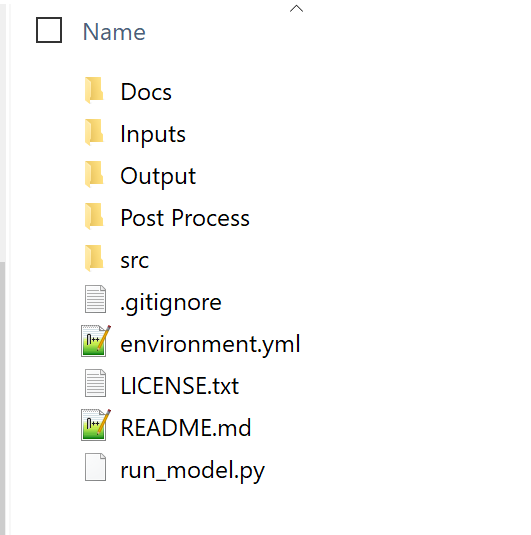 Name
Docs
Inputs
Output
Post Process
src
.gitignore
environment.yml
LICENSE.txt
README.md
run_model.py